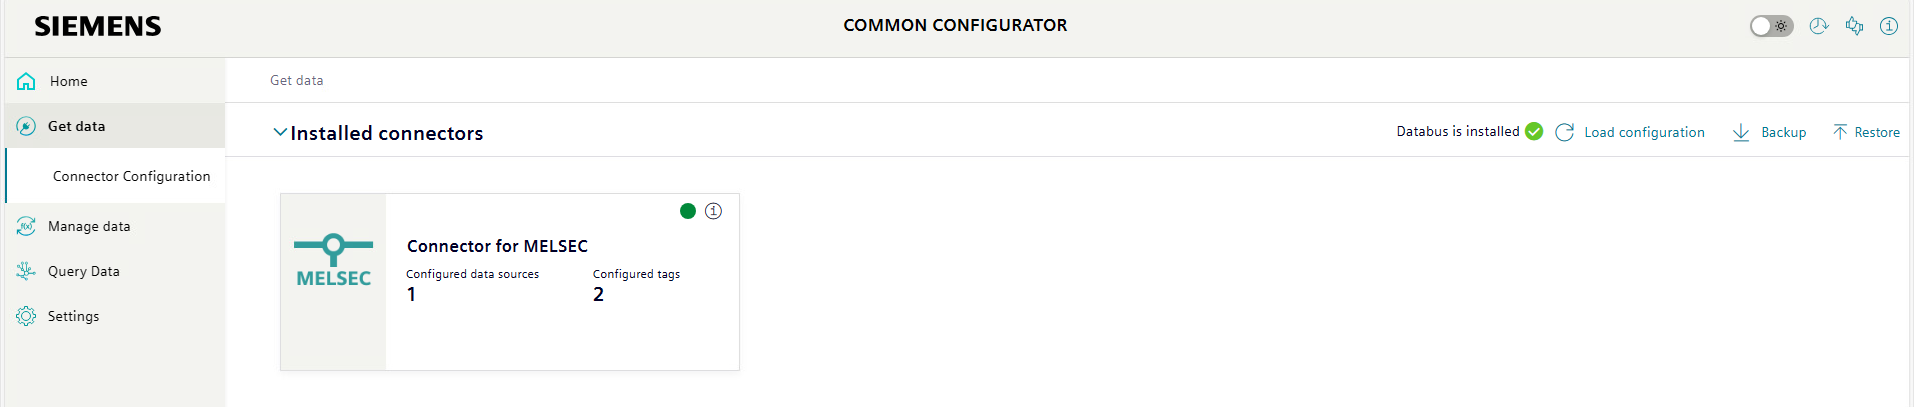 SIEMENS
COMMON CONFIGURATOR
Home
Get data
Connector Configuration
Manage data
Query Data
Settings
Get data
Installed connectors
Databus is installed
Load configuration
Backup
Restore
MELSEC
Connector for MELSEC
Configured data sources
1
Configured tags
2